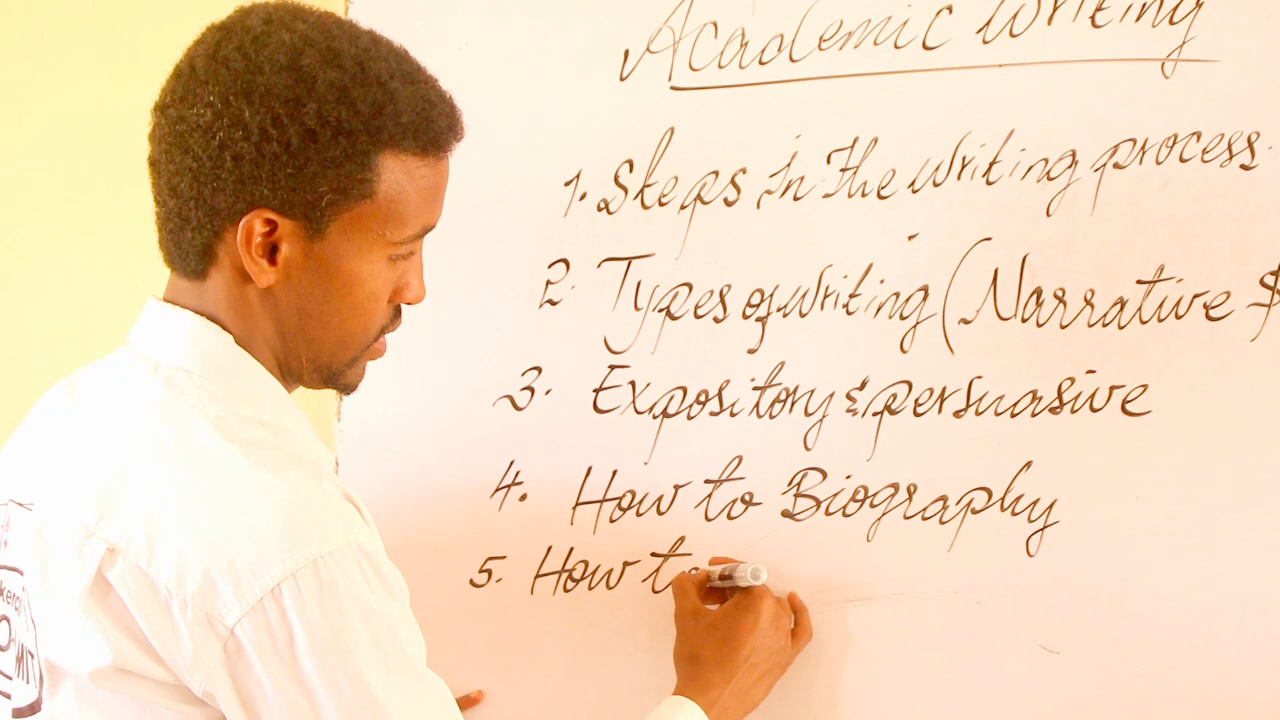 Academic Writing
1. Steps In The Writing process.
2. Types of writing (Narrative $
3. Expository & persuasive
4. How to Biography
5. How to